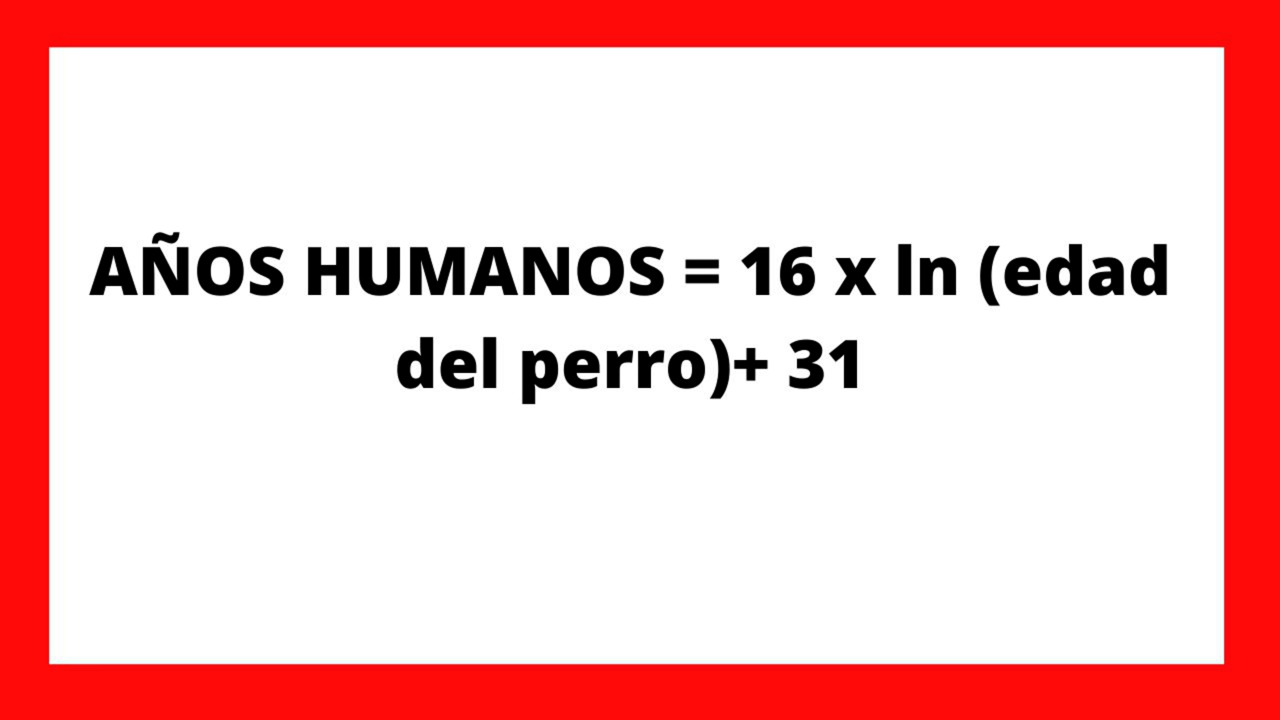 AÑOS HUMANOS = 16 x ln (edad
del perro)+ 31